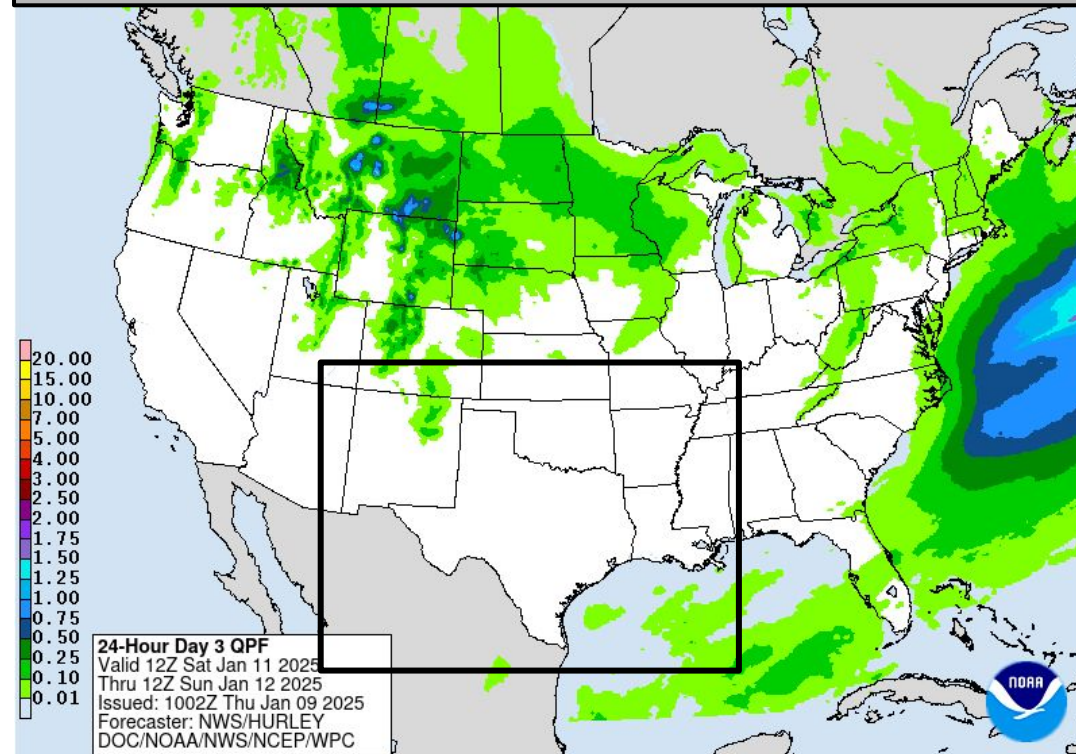 20.00
15.00
10.00
7.00
5.00
4.00
3.00
2.50
2.00
1.75
1.50
1.25
1.00
0.75
0.50
0.25
0.10
0.01
24-Hour Day 3 QPF
Valid 12Z Sat Jan 11 2025
Thru 12Z Sun Jan 12 2025
Issued: 1002Z Thu Jan 09 2025
Forecaster: NWS/HURLEY
DOC/NOAA/NWS/NCEP/WPC
NOAA